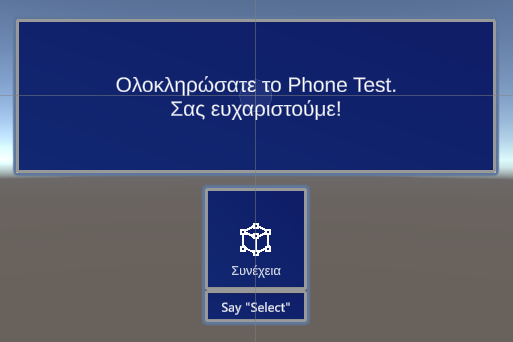 Ολοκληρώσατε το Phone Test.
Σας ευχαριστούμε!
Συνέχεια
Say "Select"